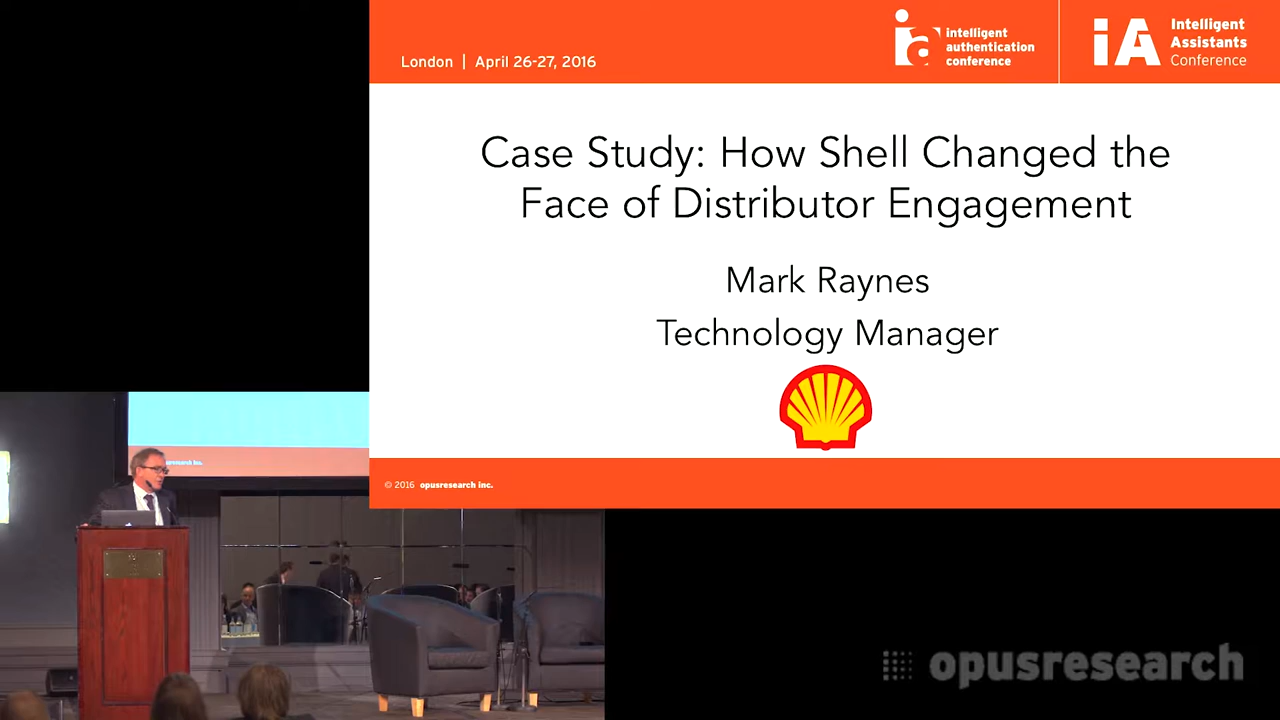 London | April 26-27, 2016
ia intelligent authentication conference
iA Intelligent Assistants Conference
Case Study: How Shell Changed the
Face of Distributor Engagement
Mark Raynes
Technology Manager
© 2016 opusresearch inc.
opusresearch